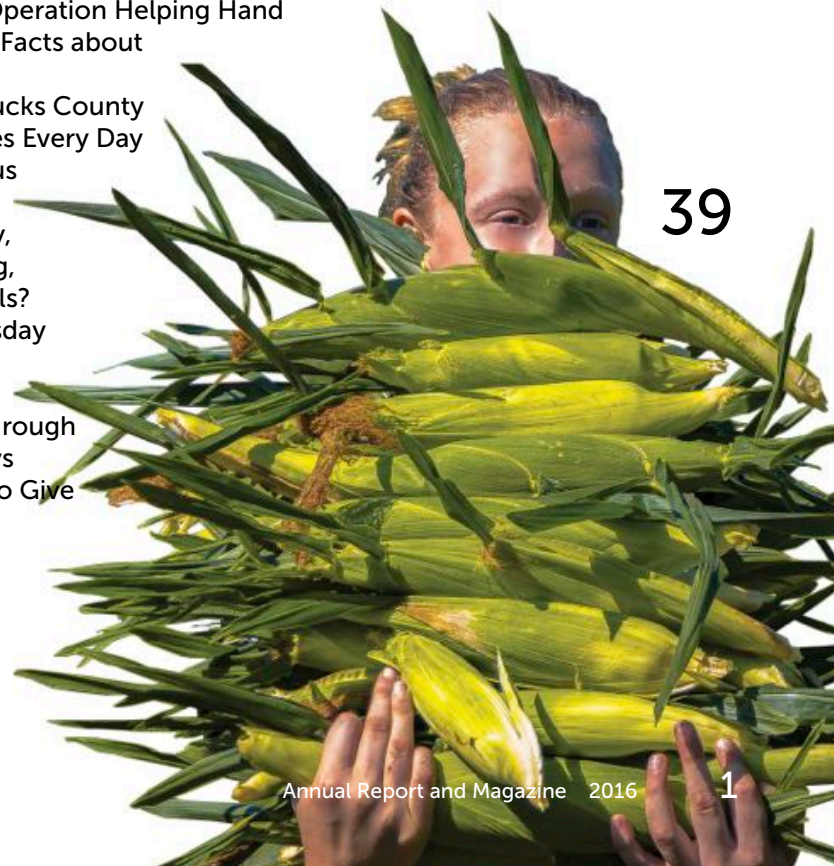 Operation Helping Hand
Facts about
ucks County
es Every Day
us
39
y,
g,
ls?
sday
rough
ys
o Give
Annual Report and Magazine 2016 1